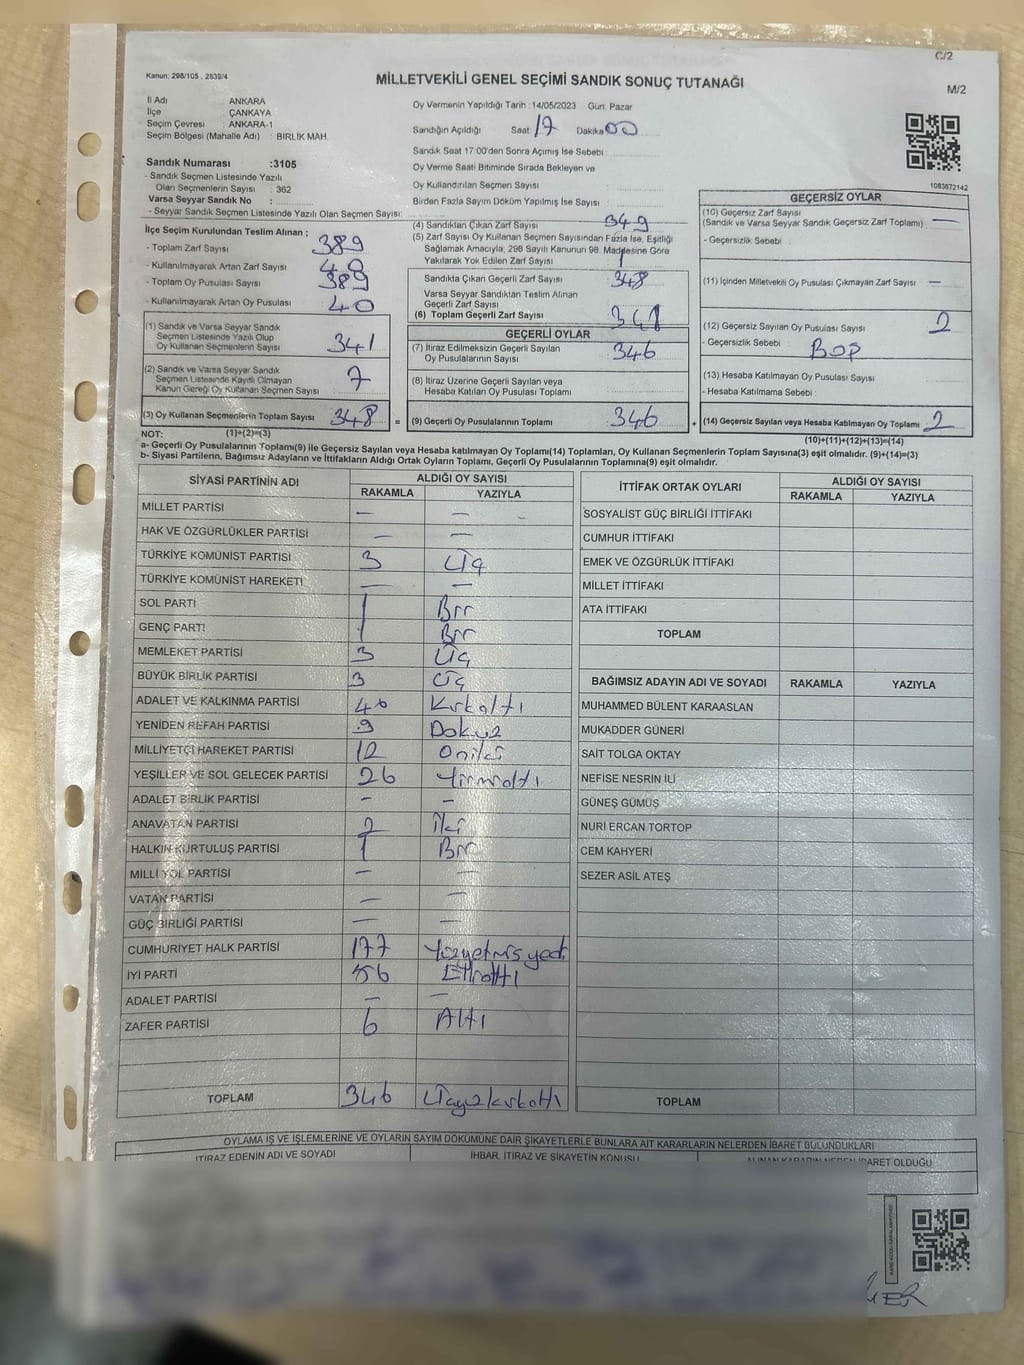 C/2
Kanun; 298/105 , 2839/4
MİLLETVEKİLİ GENEL SEÇİMİ SANDIK SONUÇ TUTANAĞI
M/2
İl Adı ANKARA
İlçe ÇANKAYA
Seçim Çevresi : ANKARA-1
Seçim Bölgesi (Mahalle Adı) : BİRLİK MAH.
Sandık Numarası :3105
- Sandık Seçmen Listesinde Yazılı
Olan Seçmenlerin Sayısı : 362
Varsa Seyyar Sandık No :
- Seyyar Sandık Seçmen Listesinde Yazılı Olan Seçmen Sayısı:
Oy Vermenin Yapıldığı Tarih : 14/05/2023 Gün: Pazar
Sandığın Açıldığı Saat: 17 Dakika 00
Sandık Saat 17:00'den Sonra Açımış İse Sebebi :
Oy Verme Saati Bitiminde Sırada Bekleyen ve
Oy Kullandırılan Seçmen Sayısı :
Birden Fazla Sayım Döküm Yapılmış İse Sayısı :
1083672142
İlçe Seçim Kurulundan Teslim Alınan ;
- Toplam Zarf Sayısı : 389
- Kullanılmayarak Artan Zarf Sayısı :
- Toplam Oy Pusulası Sayısı : 389
- Kullanılmayarak Artan Oy Pusulası : 40
(1) Sandık ve Varsa Seyyar Sandık
Seçmen Listesinde Yazılı Olup
Oy Kullanan Seçmenlerin Sayısı : 341
(2) Sandık ve Varsa Seyyar Sandık
Seçmen Listesinde Kayıtlı Olmayan
Kanun Gereği Oy Kullanan Seçmen Sayısı : 7
(3) Oy Kullanan Seçmenlerin Toplam Sayısı : 348 =
(1)+(2)=(3)
(4) Sandıktan Çıkan Zarf Sayısı : 349
(5) Zarf Sayısı Oy Kullanan Seçmen Sayısından Fazla İse, Eşitliği
Sağlamak Amacıyla, 298 Sayılı Kanunun 98. Maddesine Göre
Yakılarak Yok Edilen Zarf Sayısı : 1
Sandıkta Çıkan Geçerli Zarf Sayısı : 348
Varsa Seyyar Sandıktan Teslim Alınan
Geçerli Zarf Sayısı :
(6) Toplam Geçerli Zarf Sayısı :
GEÇERLİ OYLAR
(7) İtiraz Edilmeksizin Geçerli Sayılan
Oy Pusulalarının Sayısı : 346
(8) İtiraz Üzerine Geçerli Sayılan veya
Hesaba Katılan Oy Pusulası Toplamı :
(9) Geçerli Oy Pusulalarının Toplamı : 346 +
GEÇERSİZ OYLAR
(10) Geçersiz Zarf Sayısı
(Sandık ve Varsa Seyyar Sandık Geçersiz Zarf Toplamı) : —
- Geçersizlik Sebebi :
(11) İçinden Milletvekili Oy Pusulası Çıkmayan Zarf Sayısı : —
(12) Geçersiz Sayılan Oy Pusulası Sayısı : 2
- Geçersizlik Sebebi : BOŞ
(13) Hesaba Katılmayan Oy Pusulası Sayısı :
- Hesaba Katılmama Sebebi :
(14) Geçersiz Sayılan veya Hesaba Katılmayan Oy Toplamı : 2
(10)+(11)+(12)+(13)=(14)
NOT:
a- Geçerli Oy Pusulalarının Toplamı(9) ile Geçersiz Sayılan veya Hesaba katılmayan Oy Toplamı(14) Toplamları, Oy Kullanan Seçmenlerin Toplam Sayısına(3) eşit olmalıdır. (9)+(14)=(3)
b- Siyasi Partilerin, Bağımsız Adayların ve İttifakların Aldığı Ortak Oyların Toplamı, Geçerli Oy Pusulalarının Toplamına(9) eşit olmalıdır.
SİYASİ PARTİNİN ADI ALDIĞI OY SAYISI
RAKAMLA YAZIYLA
MİLLET PARTİSİ — —
HAK VE ÖZGÜRLÜKLER PARTİSİ — —
TÜRKİYE KOMÜNİST PARTİSİ 3 Üç
TÜRKİYE KOMÜNİST HAREKETİ — —
SOL PARTİ 1 Bir
GENÇ PARTİ 1 Bir
MEMLEKET PARTİSİ 3 Üç
BÜYÜK BİRLİK PARTİSİ 3 Üç
ADALET VE KALKINMA PARTİSİ 46 Kırkaltı
YENİDEN REFAH PARTİSİ 9 Dokuz
MİLLİYETÇİ HAREKET PARTİSİ 12 Oniki
YEŞİLLER VE SOL GELECEK PARTİSİ 26 Yirmialtı
ADALET BİRLİK PARTİSİ — —
ANAVATAN PARTİSİ 2 İki
HALKIN KURTULUŞ PARTİSİ 1 Bir
MİLLİ YOL PARTİSİ — —
VATAN PARTİSİ — —
GÜÇ BİRLİĞİ PARTİSİ — —
CUMHURİYET HALK PARTİSİ 177 Yüzyetmişyedi
İYİ PARTİ 56 Ellialtı
ADALET PARTİSİ — —
ZAFER PARTİSİ 6 Altı
TOPLAM 346 Üçyüzkırkaltı
İTTİFAK ORTAK OYLARI ALDIĞI OY SAYISI
RAKAMLA YAZIYLA
SOSYALİST GÜÇ BİRLİĞİ İTTİFAKI
CUMHUR İTTİFAKI
EMEK VE ÖZGÜRLÜK İTTİFAKI
MİLLET İTTİFAKI
ATA İTTİFAKI
TOPLAM
BAĞIMSIZ ADAYIN ADI VE SOYADI RAKAMLA YAZIYLA
MUHAMMED BÜLENT KARAASLAN
MUKADDER GÜNERİ
SAİT TOLGA OKTAY
NEFİSE NESRİN İLİ
GÜNEŞ GÜMÜŞ
NURİ ERCAN TORTOP
CEM KAHYERİ
SEZER ASİL ATEŞ
TOPLAM
OYLAMA İŞ VE İŞLEMLERİNE VE OYLARIN SAYIM DÖKÜMÜNE DAİR ŞİKAYETLERLE BUNLARA AİT KARARLARIN NELERDEN İBARET BULUNDUKLARI
İTİRAZ EDENİN ADI VE SOYADI İHBAR, İTİRAZ VE ŞİKAYETİN KONUSU ALINAN KARARIN NEDEN İBARET OLDUĞU